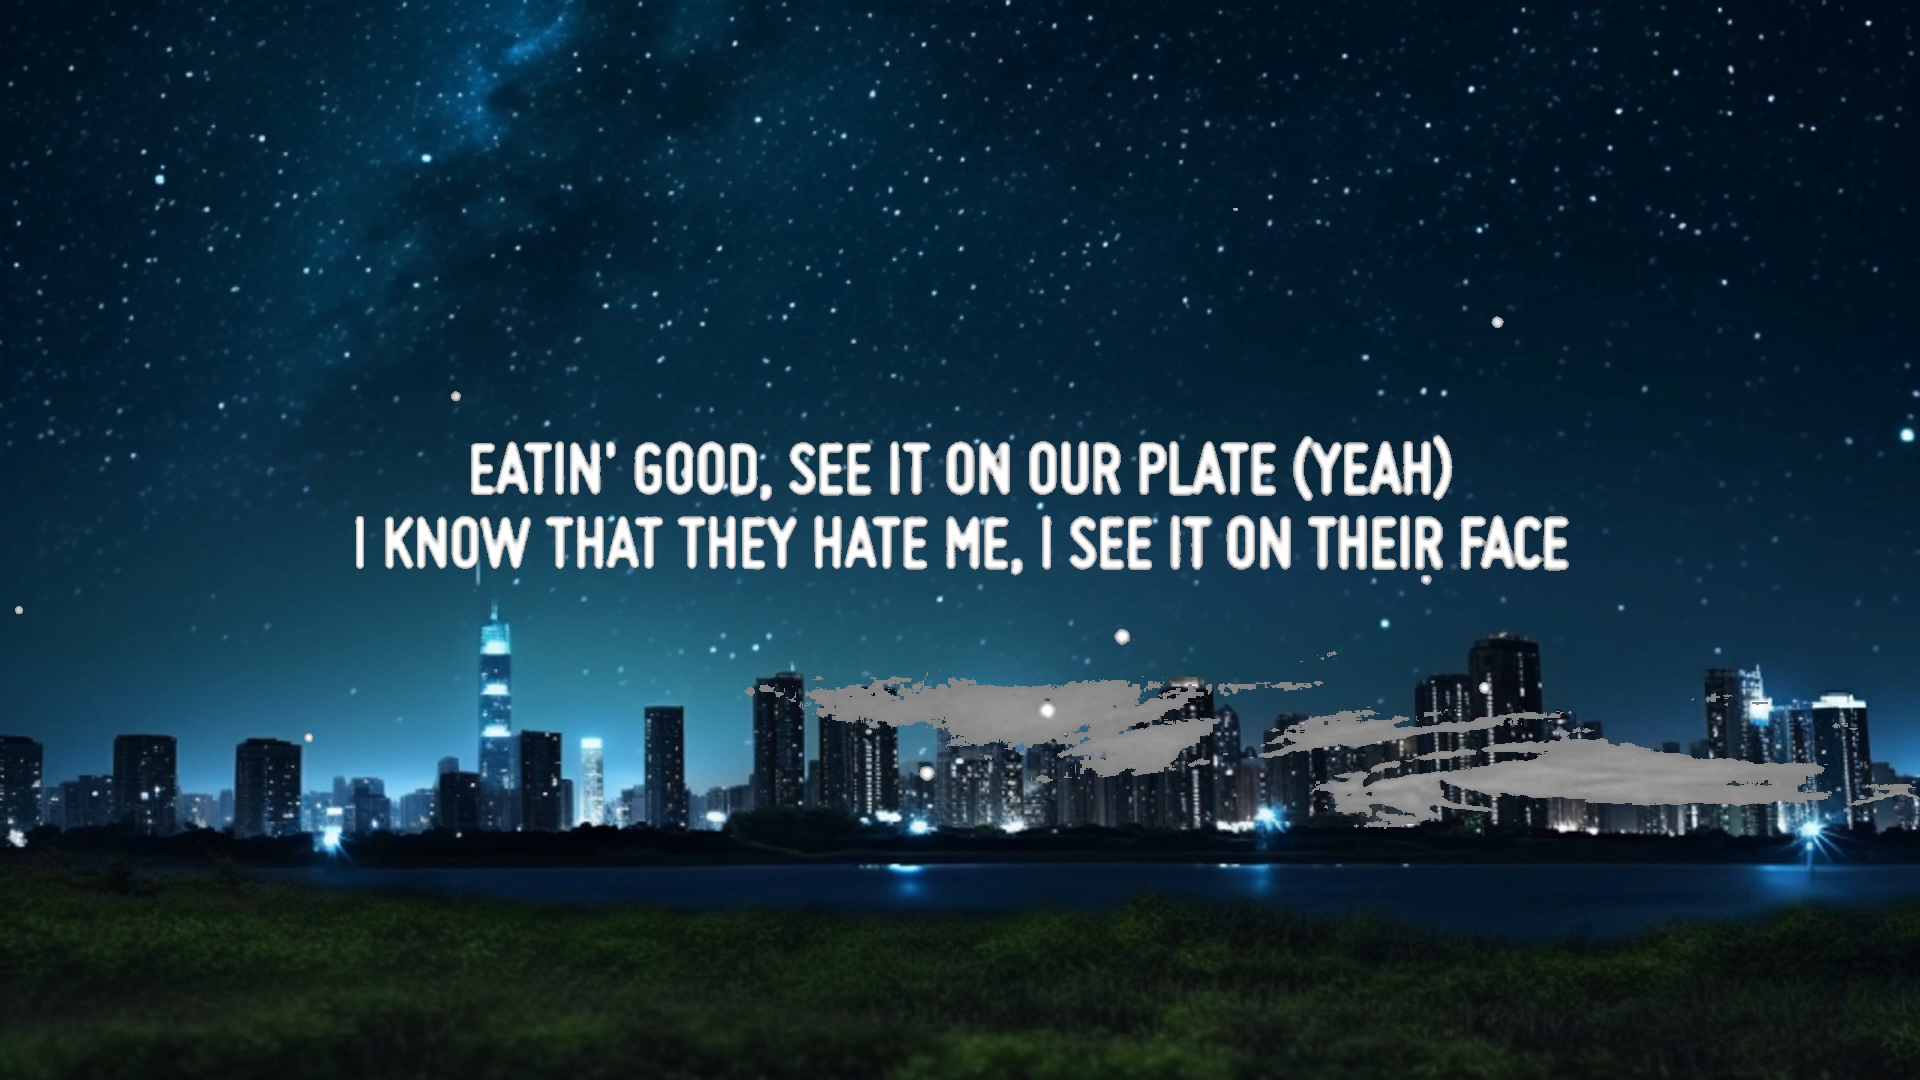 EATIN' GOOD, SEE IT ON OUR PLATE (YEAH)
I KNOW THAT THEY HATE ME, I SEE IT ON THEIR FACE